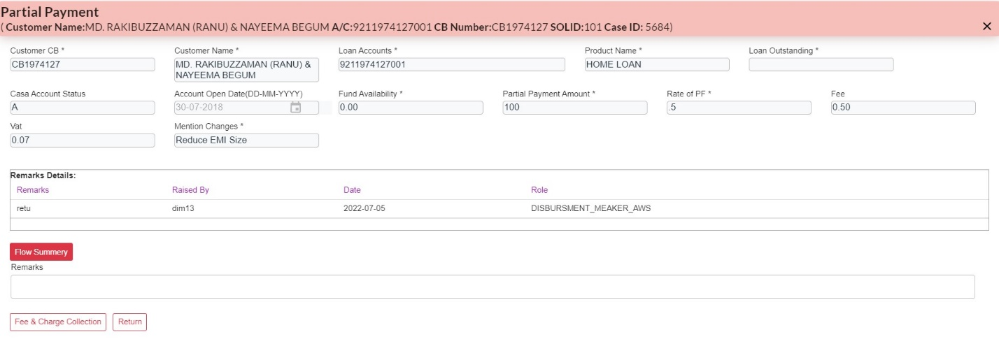 Partial Payment
( Customer Name:MD. RAKIBUZZAMAN (RANU) & NAYEEMA BEGUM A/C:9211974127001 CB Number:CB1974127 SOLID:101 Case ID: 5684)
Customer CB * Customer Name * Loan Accounts * Product Name * Loan Outstanding *
CB1974127 MD. RAKIBUZZAMAN (RANU) & 9211974127001 HOME LOAN
NAYEEMA BEGUM
Casa Account Status Account Open Date(DD-MM-YYYY) Fund Availability * Partial Payment Amount * Rate of PF * Fee
A 30-07-2018 0.00 100 .5 0.50
Vat Mention Changes *
0.07 Reduce EMI Size
Remarks Details:
Remarks Raised By Date Role
retu dim13 2022-07-05 DISBURSMENT_MEAKER_AWS
Flow Summery
Remarks
Fee & Charge Collection Return